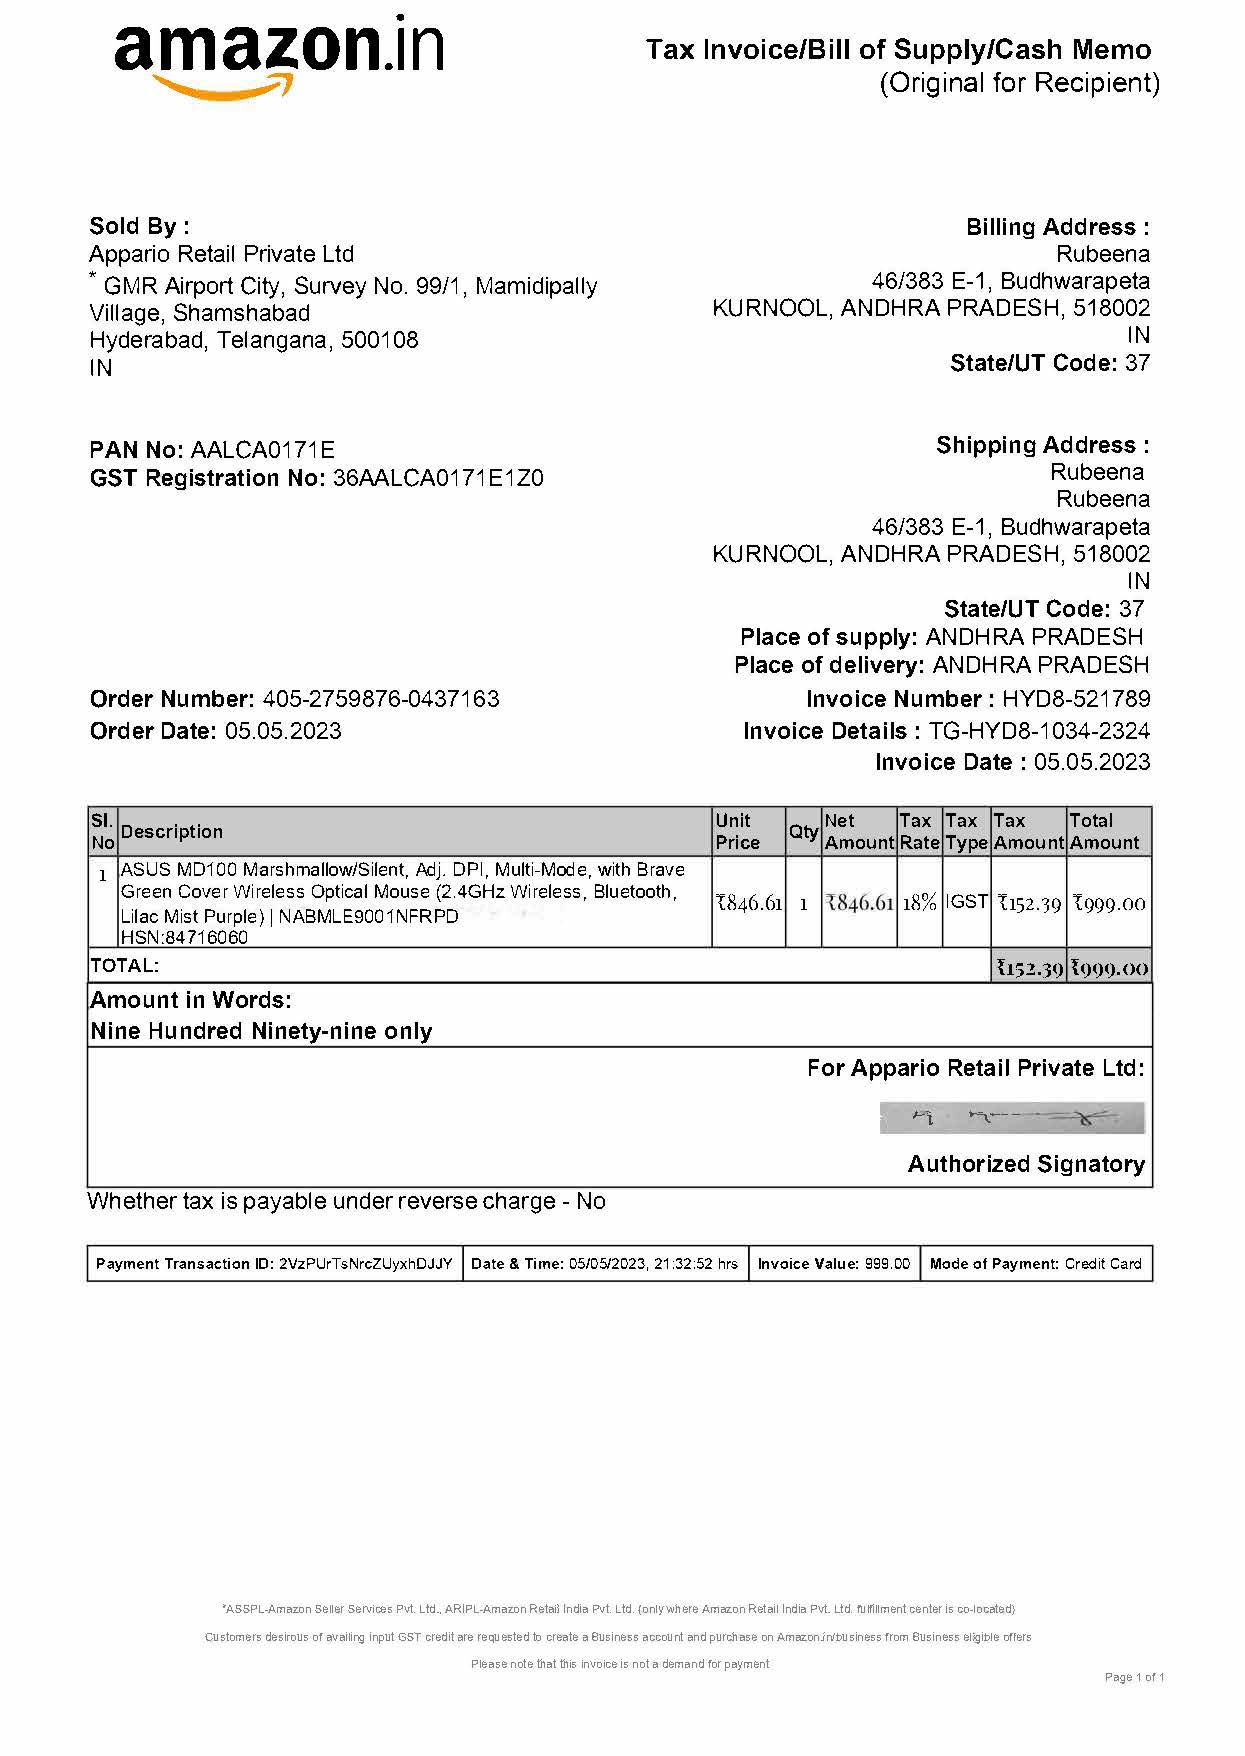 amazon.in
Tax Invoice/Bill of Supply/Cash Memo
(Original for Recipient)
Sold By :
Appario Retail Private Ltd
* GMR Airport City, Survey No. 99/1, Mamidipally
Village, Shamshabad
Hyderabad, Telangana, 500108
IN
Billing Address :
Rubeena
46/383 E-1, Budhwarapeta
KURNOOL, ANDHRA PRADESH, 518002
IN
State/UT Code: 37
PAN No: AALCA0171E
GST Registration No: 36AALCA0171E1Z0
Shipping Address :
Rubeena
Rubeena
46/383 E-1, Budhwarapeta
KURNOOL, ANDHRA PRADESH, 518002
IN
State/UT Code: 37
Place of supply: ANDHRA PRADESH
Place of delivery: ANDHRA PRADESH
Order Number: 405-2759876-0437163
Order Date: 05.05.2023
Invoice Number : HYD8-521789
Invoice Details : TG-HYD8-1034-2324
Invoice Date : 05.05.2023
Sl. No Description Unit Price Qty Net Amount Tax Rate Tax Type Tax Amount Total Amount
1 ASUS MD100 Marshmallow/Silent, Adj. DPI, Multi-Mode, with Brave
Green Cover Wireless Optical Mouse (2.4GHz Wireless, Bluetooth,
Lilac Mist Purple) | NABMLE9001NFRPD
HSN:84716060
₹846.61 1 ₹846.61 18% IGST ₹152.39 ₹999.00
TOTAL: ₹152.39 ₹999.00
Amount in Words:
Nine Hundred Ninety-nine only
For Appario Retail Private Ltd:
Authorized Signatory
Whether tax is payable under reverse charge - No
Payment Transaction ID: 2VzPUrTsNrcZUyxhDJJY Date & Time: 05/05/2023, 21:32:52 hrs Invoice Value: 999.00 Mode of Payment: Credit Card
*ASSPL-Amazon Seller Services Pvt. Ltd., ARIPL-Amazon Retail India Pvt. Ltd. (only where Amazon Retail India Pvt. Ltd. fulfillment center is co-located)
Customers desirous of availing input GST credit are requested to create a Business account and purchase on Amazon.in/business from Business eligible offers
Please note that this invoice is not a demand for payment
Page 1 of 1